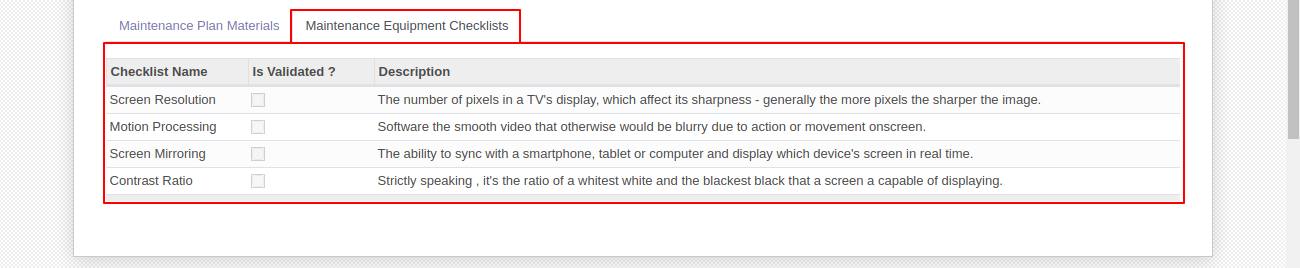 Maintenance Plan Materials Maintenance Equipment Checklists
Checklist Name Is Validated ? Description
Screen Resolution The number of pixels in a TV's display, which affect its sharpness - generally the more pixels the sharper the image.
Motion Processing Software the smooth video that otherwise would be blurry due to action or movement onscreen.
Screen Mirroring The ability to sync with a smartphone, tablet or computer and display which device's screen in real time.
Contrast Ratio Strictly speaking , it's the ratio of a whitest white and the blackest black that a screen a capable of displaying.